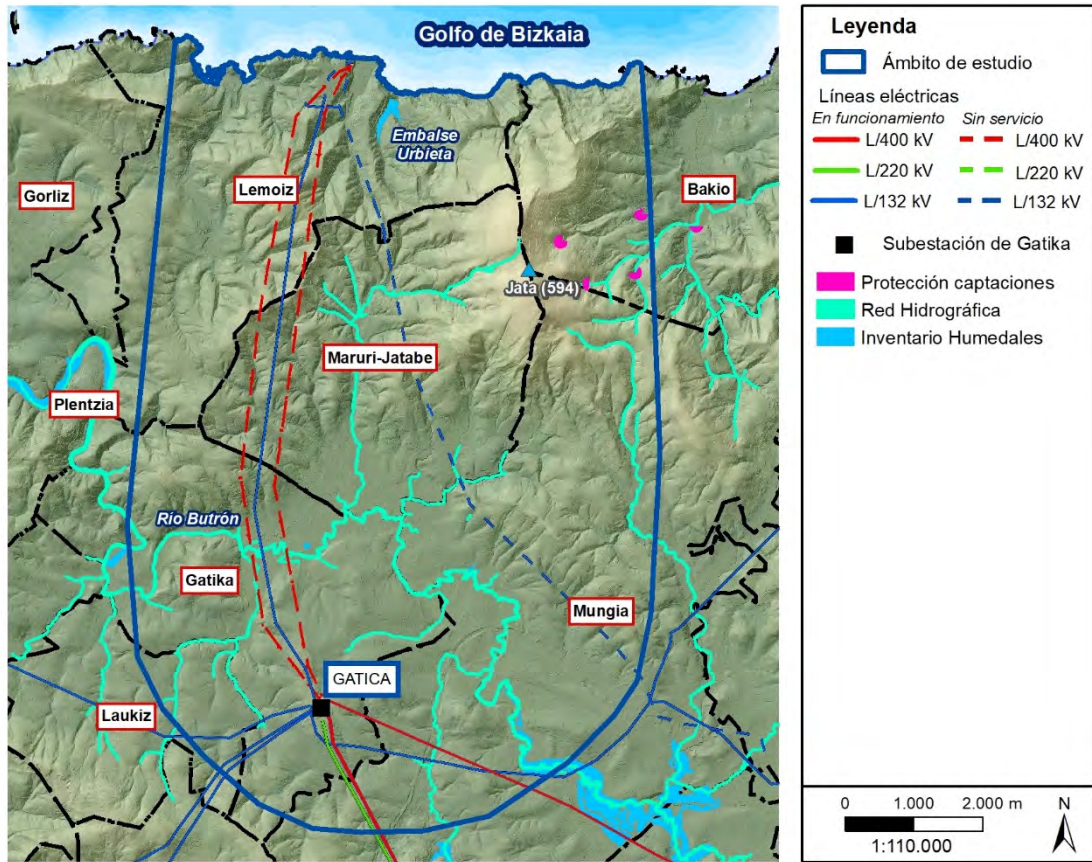 Golfo de Bizkaia
Embalse
Urbieta
Lemoiz
Gorliz
Bakio
Jata (594)
Maruri-Jatabe
Plentzia
Río Butrón
Gatika
Mungia
GATICA
Laukiz
Leyenda
Ámbito de estudio
Líneas eléctricas
En funcionamiento Sin servicio
L/400 kV L/400 kV
L/220 kV L/220 kV
L/132 kV L/132 kV
Subestación de Gatika
Protección captaciones
Red Hidrográfica
Inventario Humedales
0 1.000 2.000 m N
1:110.000